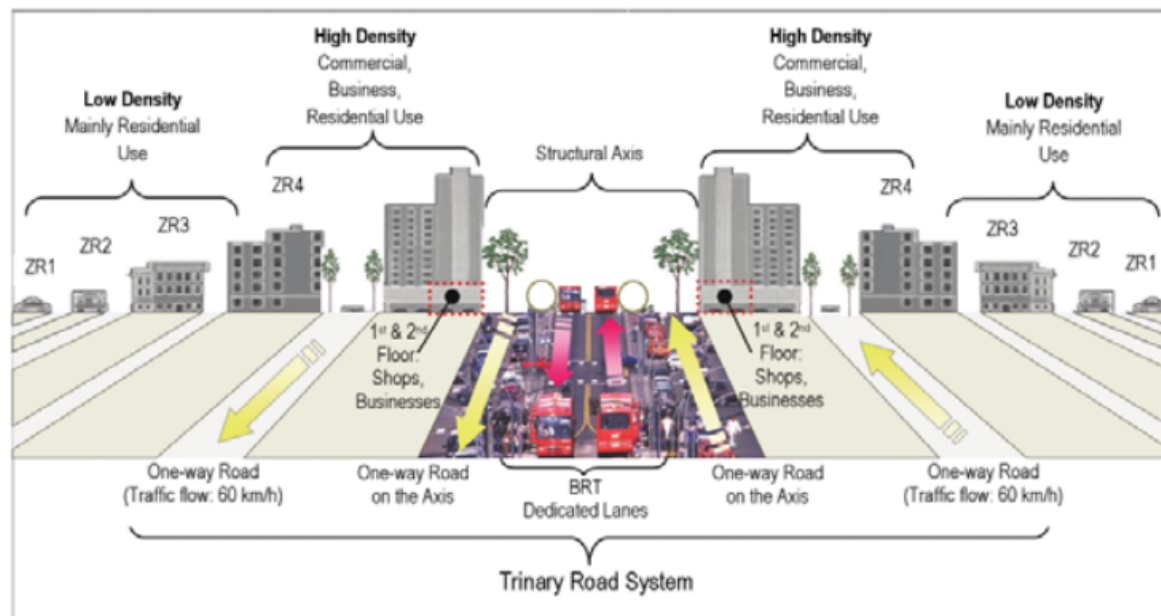 High Density
Commercial,
Business,
Residential Use
High Density
Commercial,
Business,
Residential Use
Low Density
Mainly Residential
Use
Low Density
Mainly Residential
Use
Structural Axis
ZR4
ZR4
ZR3
ZR2
ZR1
ZR3
ZR2
ZR1
1st & 2nd
Floor:
Shops,
Businesses
1st & 2nd
Floor:
Shops,
Businesses
One-way Road
(Traffic flow: 60 km/h)
One-way Road
on the Axis
BRT
Dedicated Lanes
One-way Road
on the Axis
One-way Road
(Traffic flow: 60 km/h)
Trinary Road System